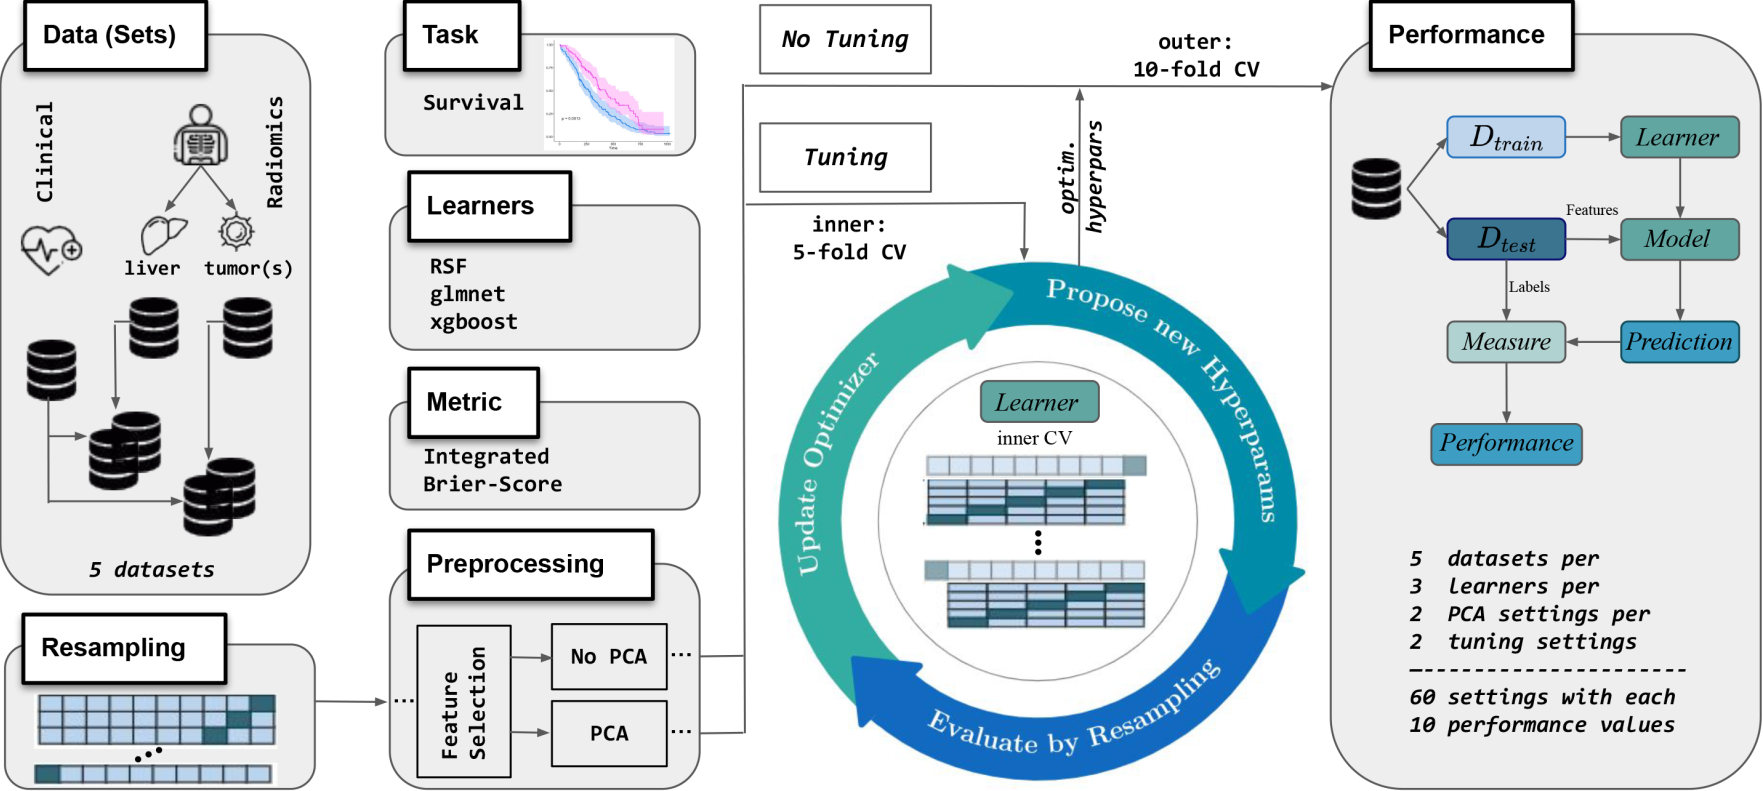 Data (Sets)
Clinical
Radiomics
liver
tumor(s)
5 datasets
Resampling
Task
Survival
Learners
RSF
glmnet
xgboost
Metric
Integrated
Brier-Score
Preprocessing
...
Feature
Selection
No PCA
...
PCA
...
No Tuning
Tuning
inner:
5-fold CV
outer:
10-fold CV
optim.
hyperpars
Propose new Hyperparams
Evaluate by Resampling
Update Optimizer
Learner
inner CV
Performance
D_train
Learner
Features
D_test
Model
Labels
Measure
Prediction
Performance
5 datasets per
3 learners per
2 PCA settings per
2 tuning settings
----------------------
60 settings with each
10 performance values